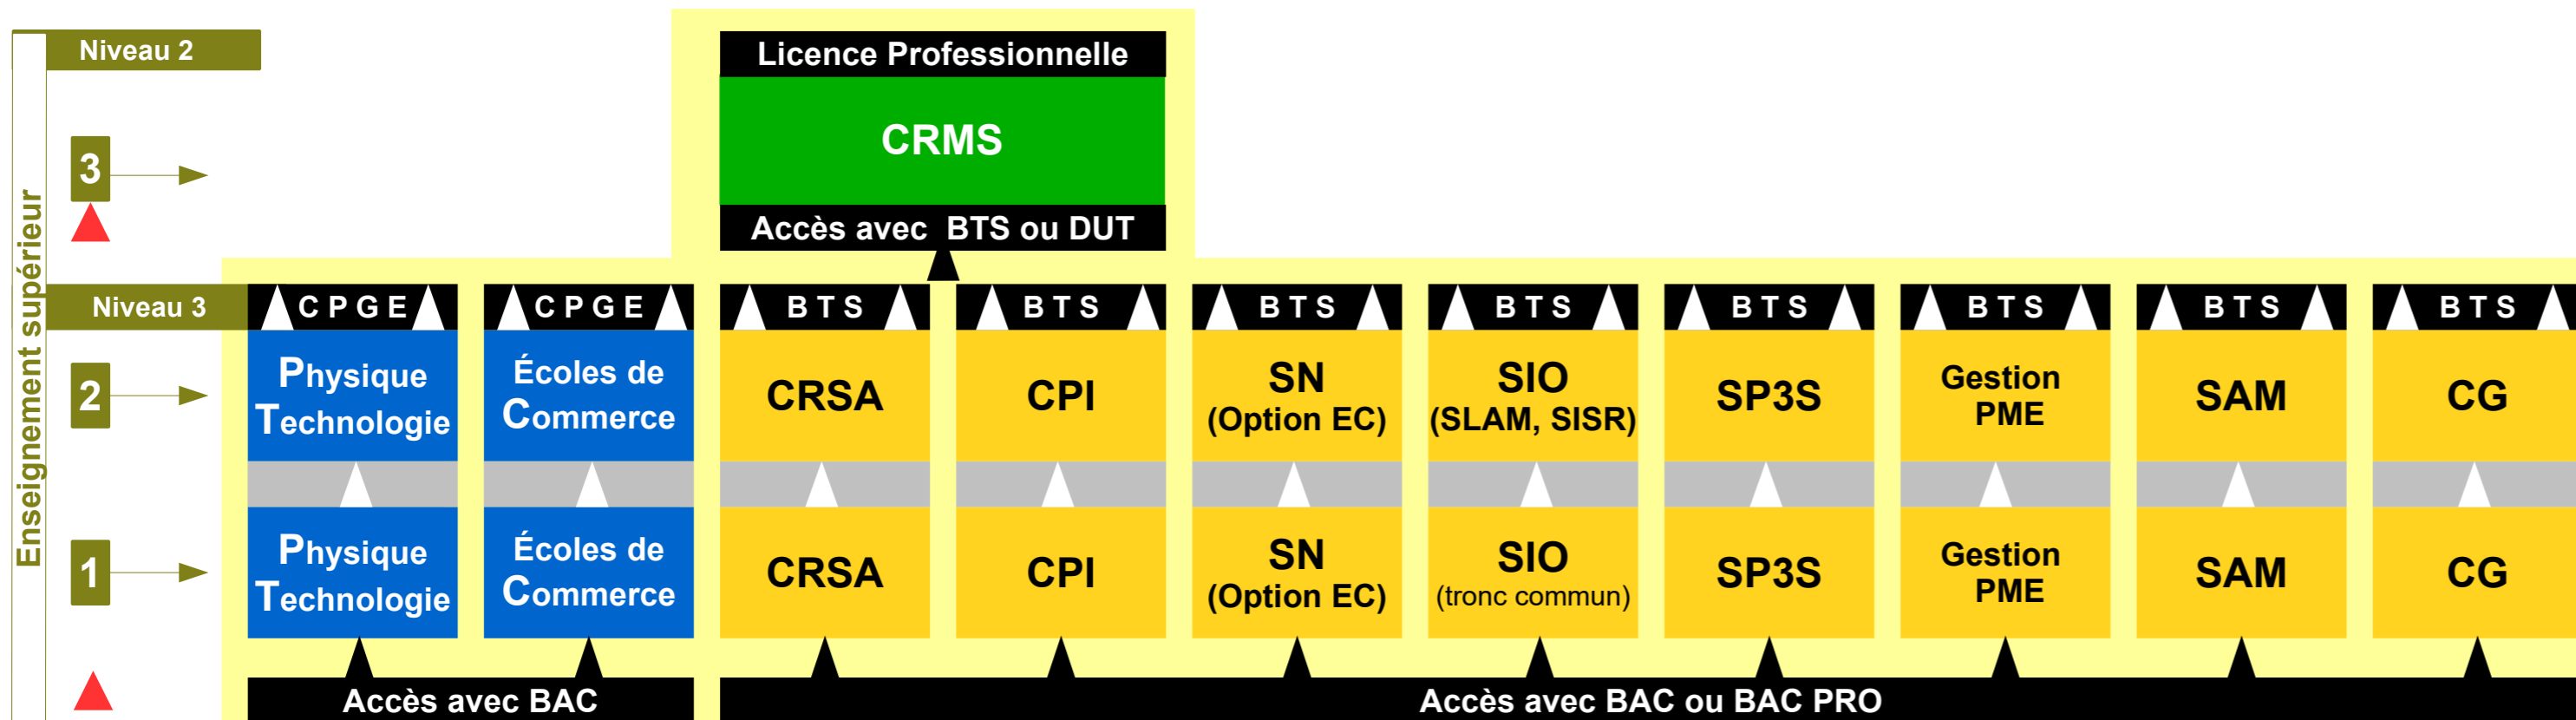 Enseignement supérieur
Niveau 2
Licence Professionnelle
CRMS
3
Accès avec BTS ou DUT
Niveau 3
CPGE
CPGE
BTS
BTS
BTS
BTS
BTS
BTS
BTS
BTS
2
Physique
Technologie
Écoles de
Commerce
CRSA
CPI
SN
(Option EC)
SIO
(SLAM, SISR)
SP3S
Gestion
PME
SAM
CG
1
Physique
Technologie
Écoles de
Commerce
CRSA
CPI
SN
(Option EC)
SIO
(tronc commun)
SP3S
Gestion
PME
SAM
CG
Accès avec BAC
Accès avec BAC ou BAC PRO